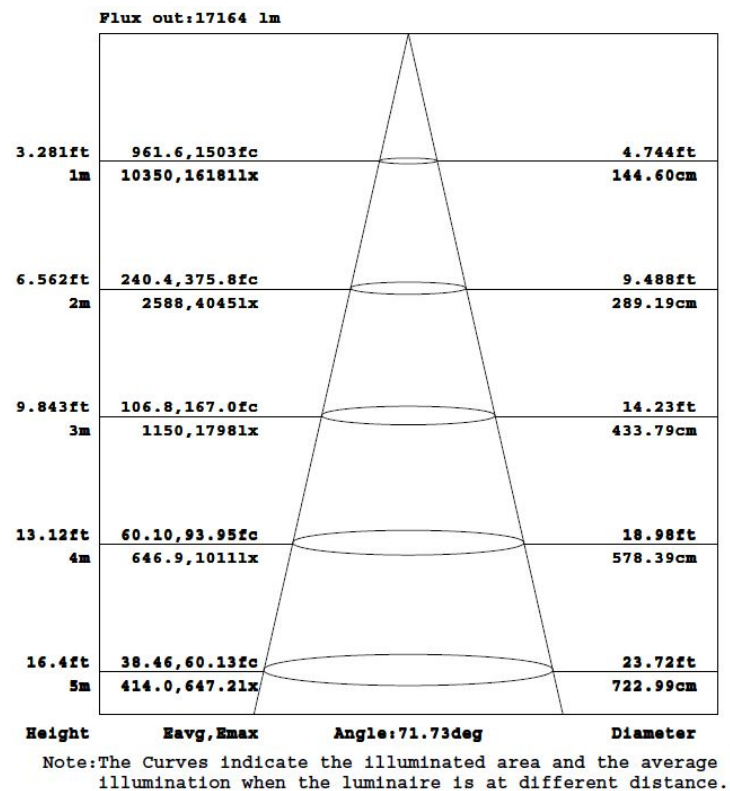 Flux out:17164 lm
3.281ft 961.6,1503fc 4.744ft
1m 10350,16181lx 144.60cm
6.562ft 240.4,375.8fc 9.488ft
2m 2588,4045lx 289.19cm
9.843ft 106.8,167.0fc 14.23ft
3m 1150,1798lx 433.79cm
13.12ft 60.10,93.95fc 18.98ft
4m 646.9,1011lx 578.39cm
16.4ft 38.46,60.13fc 23.72ft
5m 414.0,647.2lx 722.99cm
Height Eavg,Emax Angle:71.73deg Diameter
Note:The Curves indicate the illuminated area and the average
illumination when the luminaire is at different distance.